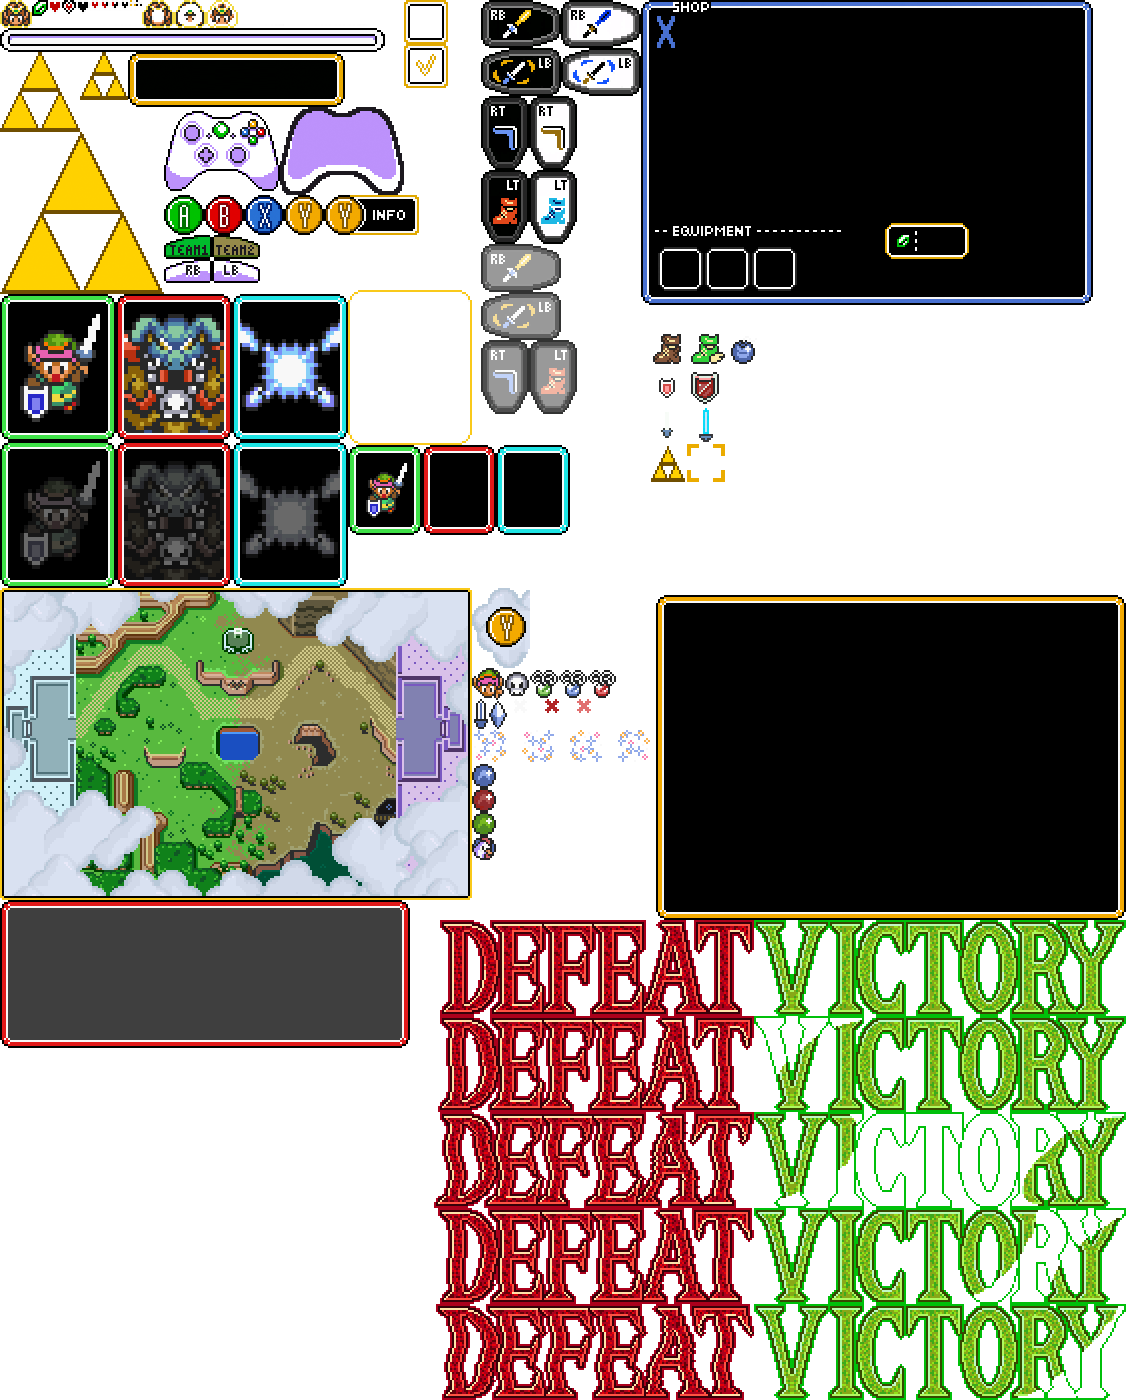 RB RB SHOP
X
LB LB
RT RT
A B X Y Y INFO
LT LT
TEAM1 TEAM2
RB LB
EQUIPMENT
:
RB
LB
RT LT
Y
DEFEAT VICTORY
DEFEAT VICTORY
DEFEAT VICTORY
DEFEAT VICTORY
DEFEAT VICTORY